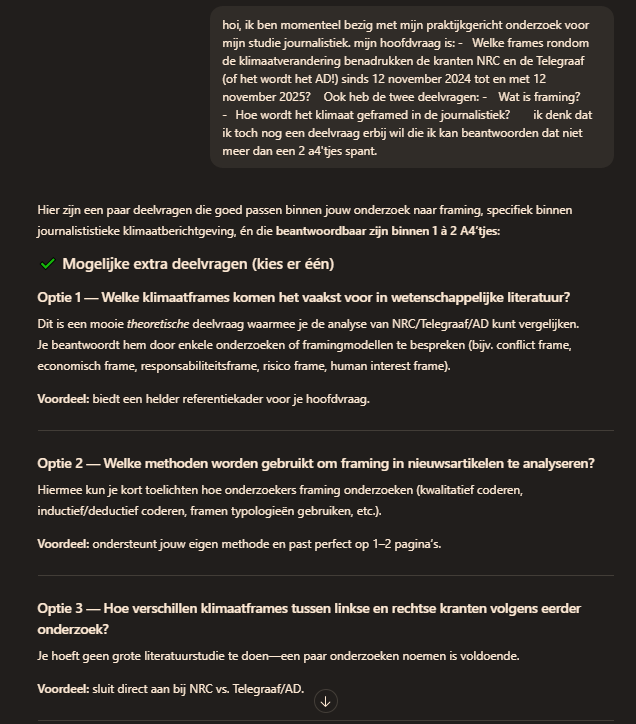 hoi, ik ben momenteel bezig met mijn praktijkgericht onderzoek voor
mijn studie journalistiek. mijn hoofdvraag is: - Welke frames rondom
de klimaatverandering benadrukken de kranten NRC en de Telegraaf
(of het wordt het AD!) sinds 12 november 2024 tot en met 12
november 2025? Ook heb de twee deelvragen: - Wat is framing?
- Hoe wordt het klimaat geframed in de journalistiek? ik denk dat
ik toch nog een deelvraag erbij wil die ik kan beantwoorden dat niet
meer dan een 2 a4'tjes spant.
Hier zijn een paar deelvragen die goed passen binnen jouw onderzoek naar framing, specifiek binnen
journalististieke klimaatberichtgeving, én die beantwoordbaar zijn binnen 1 à 2 A4'tjes:
Mogelijke extra deelvragen (kies er één)
Optie 1 — Welke klimaatframes komen het vaakst voor in wetenschappelijke literatuur?
Dit is een mooie theoretische deelvraag waarmee je de analyse van NRC/Telegraaf/AD kunt vergelijken.
Je beantwoordt hem door enkele onderzoeken of framingmodellen te bespreken (bijv. conflict frame,
economisch frame, responsabiliteitsframe, risico frame, human interest frame).
Voordeel: biedt een helder referentiekader voor je hoofdvraag.
Optie 2 — Welke methoden worden gebruikt om framing in nieuwsartikelen te analyseren?
Hiermee kun je kort toelichten hoe onderzoekers framing onderzoeken (kwalitatief coderen,
inductief/deductief coderen, framen typologieën gebruiken, etc.).
Voordeel: ondersteunt jouw eigen methode en past perfect op 1–2 pagina's.
Optie 3 — Hoe verschillen klimaatframes tussen linkse en rechtse kranten volgens eerder
onderzoek?
Je hoeft geen grote literatuurstudie te doen—een paar onderzoeken noemen is voldoende.
Voordeel: sluit direct aan bij NRC vs. Telegraaf/AD.